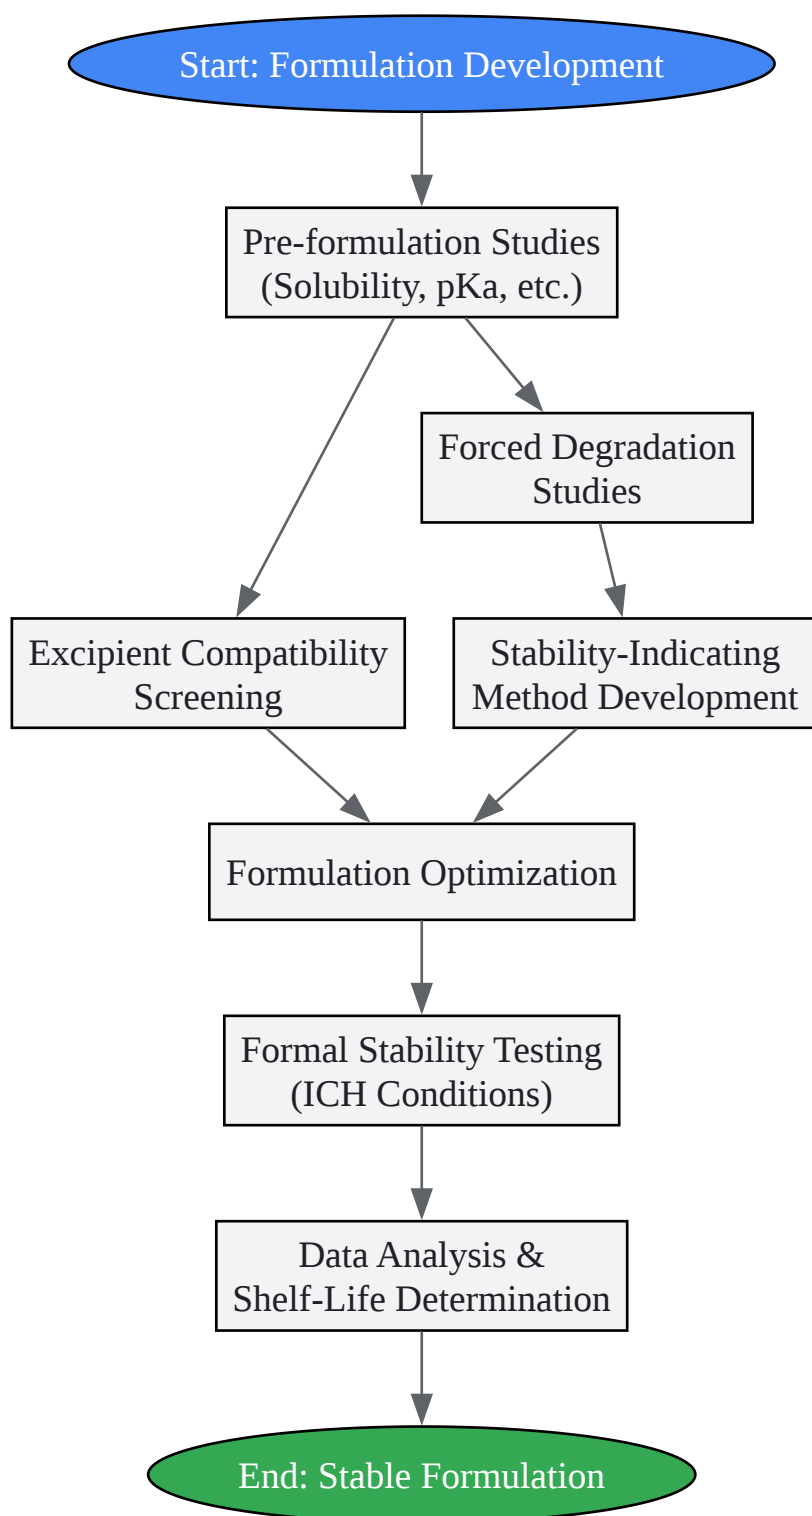 Start: Formulation Development
Pre-formulation Studies
(Solubility, pKa, etc.)
Forced Degradation
Studies
Excipient Compatibility
Screening
Stability-Indicating
Method Development
Formulation Optimization
Formal Stability Testing
(ICH Conditions)
Data Analysis &
Shelf-Life Determination
End: Stable Formulation